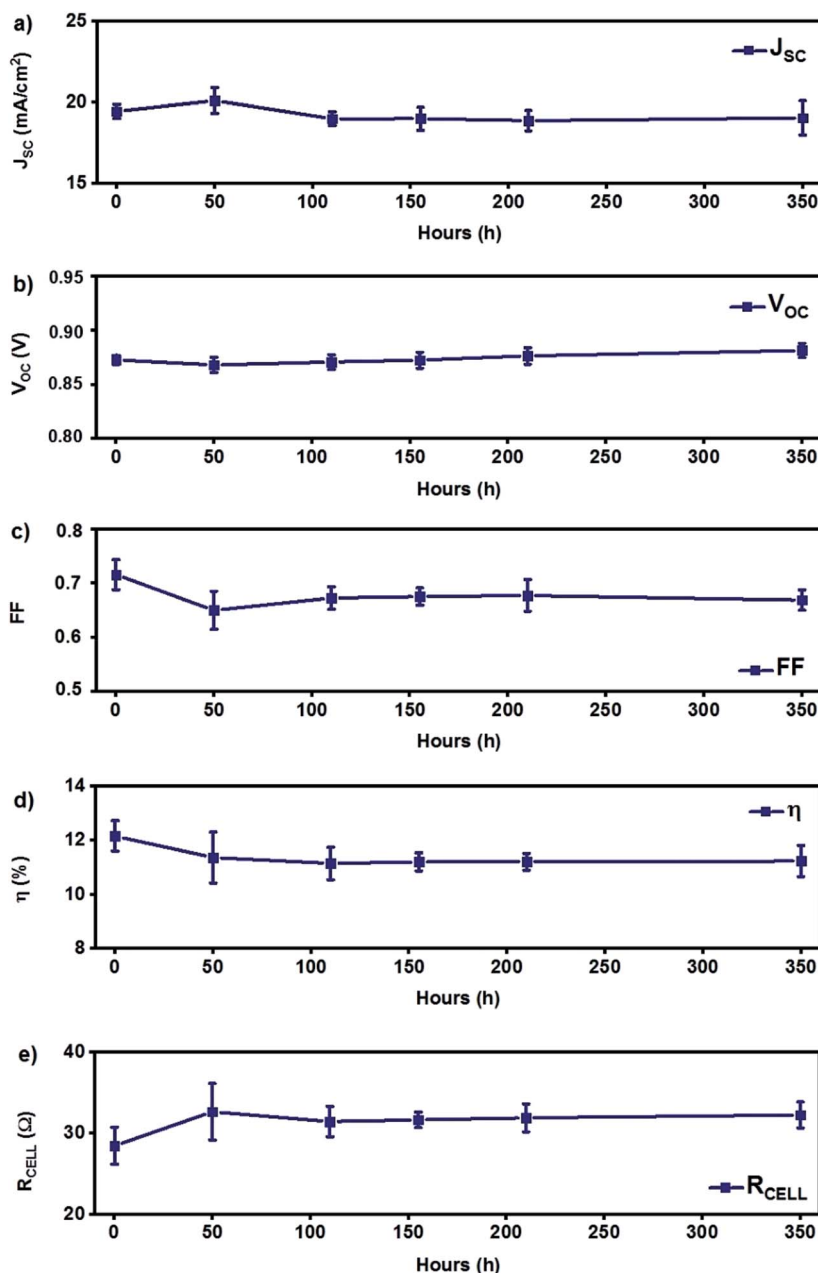 a)
25
20
15
J_SC (mA/cm²)
J_SC
0 50 100 150 200 250 300 350
Hours (h)
b)
0.95
0.90
0.85
0.80
V_OC (V)
V_OC
0 50 100 150 200 250 300 350
Hours (h)
c)
0.8
0.7
0.6
0.5
FF
FF
0 50 100 150 200 250 300 350
Hours (h)
d)
14
12
10
8
η (%)
η
0 50 100 150 200 250 300 350
Hours (h)
e)
40
30
20
R_CELL (Ω)
R_CELL
0 50 100 150 200 250 300 350
Hours (h)